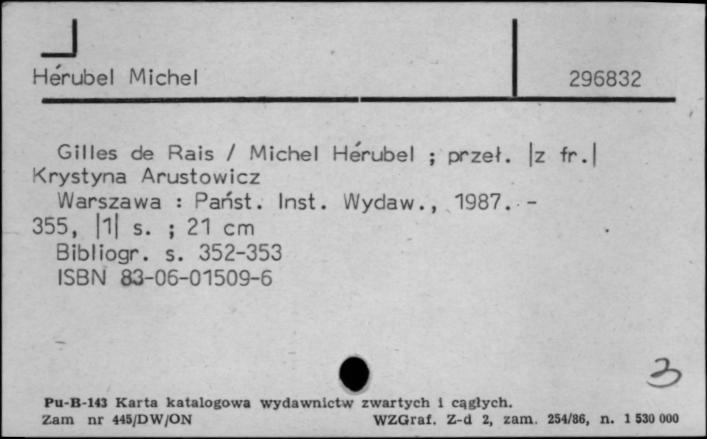 Hérubel Michel 296832
Gilles de Rais / Michel Hérubel ; przeł. |z fr.|
Krystyna Arustowicz
Warszawa : Państ. Inst. Wydaw., 1987. -
355, |1| s. ; 21 cm
Bibliogr. s. 352-353
ISBN 83-06-01509-6
3
Pu-B-143 Karta katalogowa wydawnictw zwartych i ciągłych.
Zam nr 445/DW/ON WZGraf. Z-d 2, zam. 254/86, n. 1 530 000